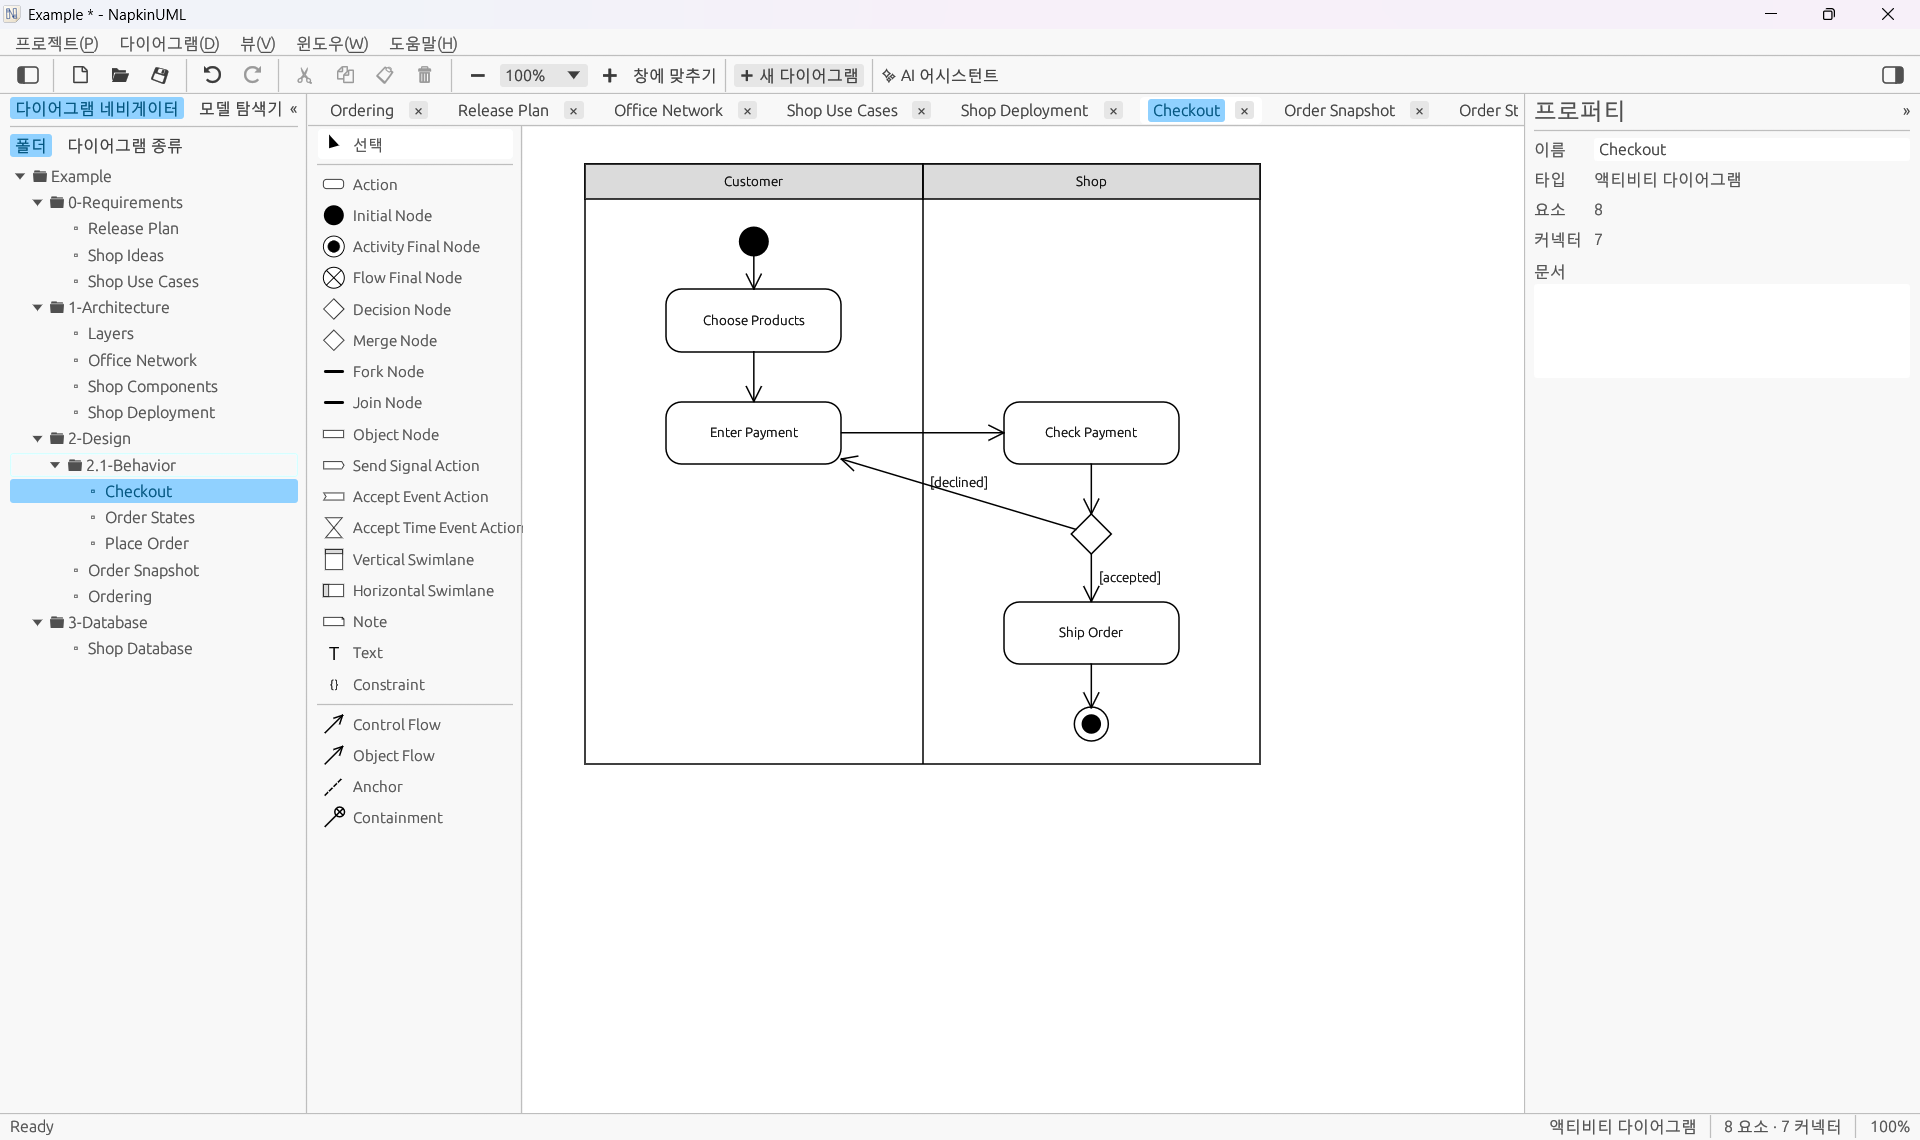 Example * - NapkinUML
프로젝트(P) 다이어그램(D) 뷰(V) 윈도우(W) 도움말(H)
100% 창에 맞추기 + 새 다이어그램 AI 어시스턴트
다이어그램 네비게이터 모델 탐색기 «
폴더 다이어그램 종류
Example
0-Requirements
Release Plan
Shop Ideas
Shop Use Cases
1-Architecture
Layers
Office Network
Shop Components
Shop Deployment
2-Design
2.1-Behavior
Checkout
Order States
Place Order
Order Snapshot
Ordering
3-Database
Shop Database
Ordering × Release Plan × Office Network × Shop Use Cases × Shop Deployment × Checkout × Order Snapshot × Order St
선택
Action
Initial Node
Activity Final Node
Flow Final Node
Decision Node
Merge Node
Fork Node
Join Node
Object Node
Send Signal Action
Accept Event Action
Accept Time Event Action
Vertical Swimlane
Horizontal Swimlane
Note
T Text
{} Constraint
Control Flow
Object Flow
Anchor
Containment
Customer Shop
Choose Products
Enter Payment Check Payment
[declined]
[accepted]
Ship Order
프로퍼티 »
이름 Checkout
타입 액티비티 다이어그램
요소 8
커넥터 7
문서
Ready 액티비티 다이어그램 8 요소 · 7 커넥터 100%